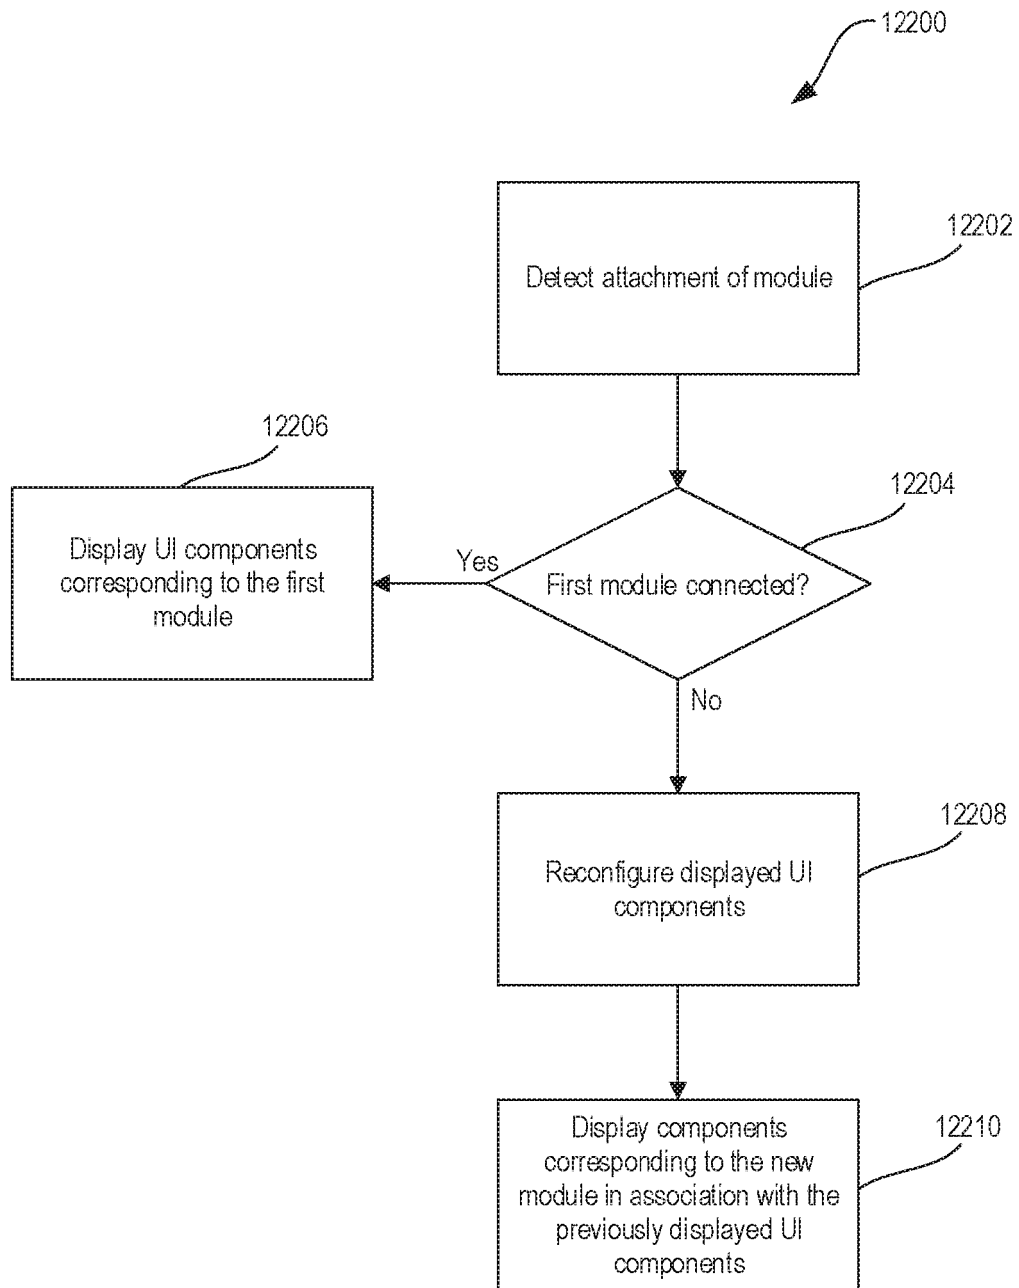 12200
12202
Detect attachment of module
12206
12204
Display UI components
corresponding to the first
module
Yes
First module connected?
No
12208
Reconfigure displayed UI
components
12210
Display components
corresponding to the new
module in association with the
previously displayed UI
components